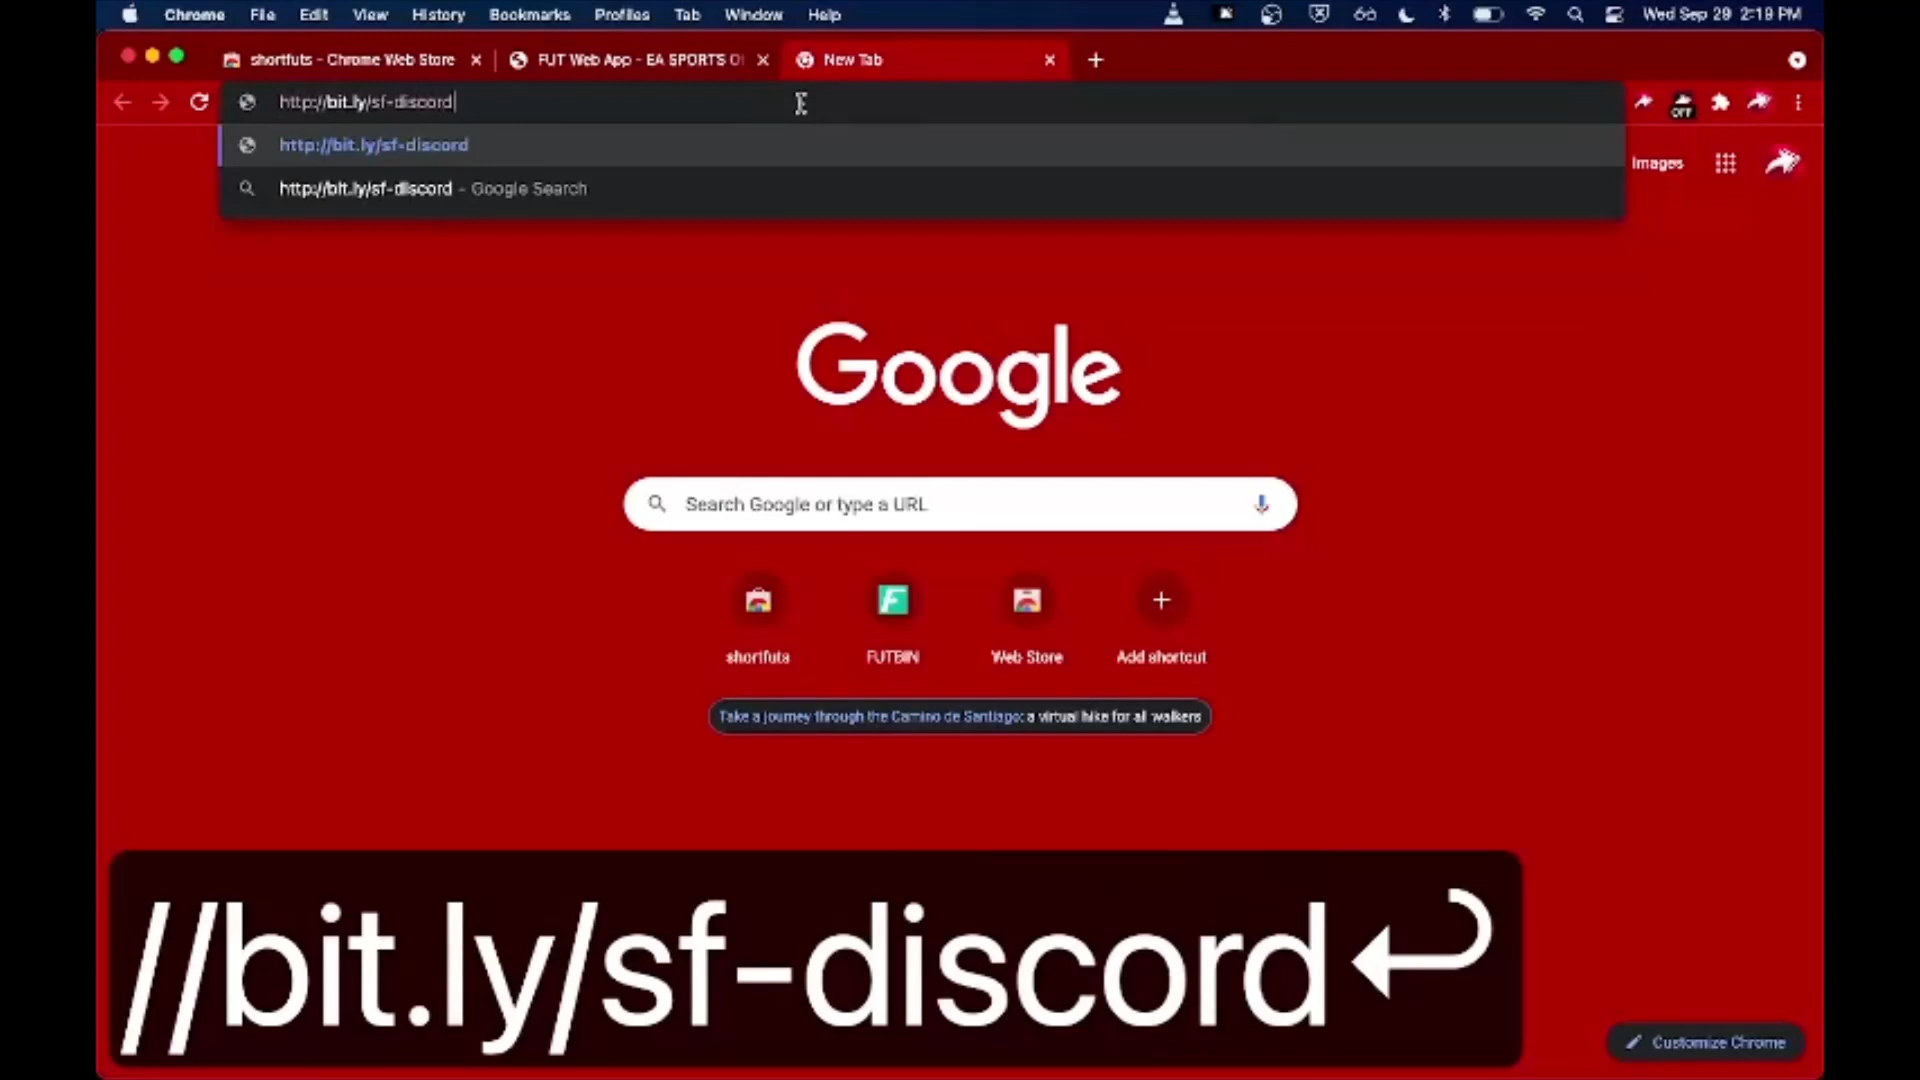 Chrome File Edit View History Bookmarks Profiles Tab Window Help Wed Sep 29 2:19 PM
shortfuts - Chrome Web Store FUT Web App - EA SPORTS O New Tab
http://bit.ly/sf-discord
OFF
http://bit.ly/sf-discord
Images
http://bit.ly/sf-discord - Google Search
Google
Search Google or type a URL
shortfuts FUTBIN Web Store Add shortcut
Take a journey through the Camino de Santiago: a virtual hike for all walkers
//bit.ly/sf-discord↩
Customize Chrome